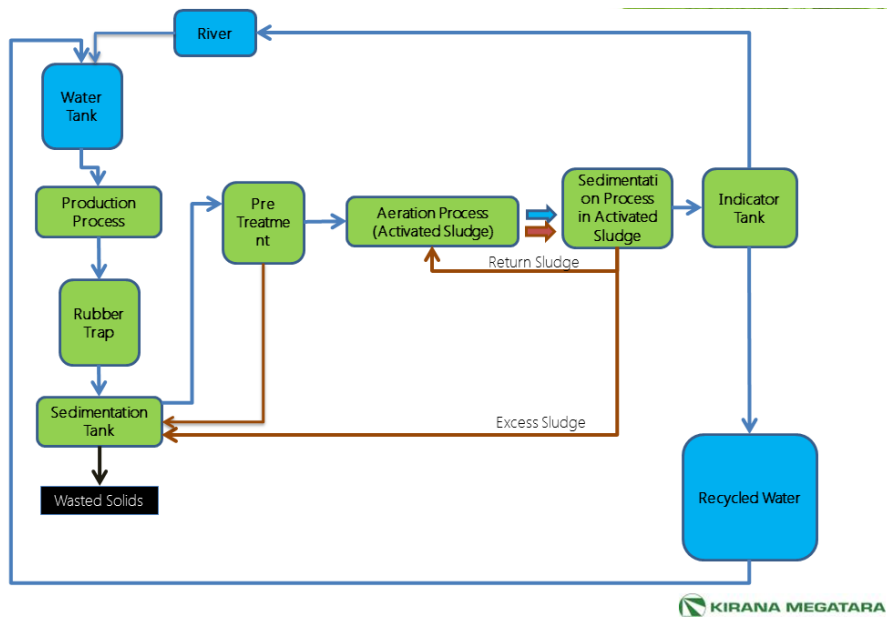 River
Water
Tank
Production
Process
Pre
Treatme
nt
Aeration Process
(Activated Sludge)
Sedimentati
on Process
in Activated
Sludge
Indicator
Tank
Return Sludge
Rubber
Trap
Sedimentation
Tank
Excess Sludge
Wasted Solids
Recycled Water
KIRANA MEGATARA